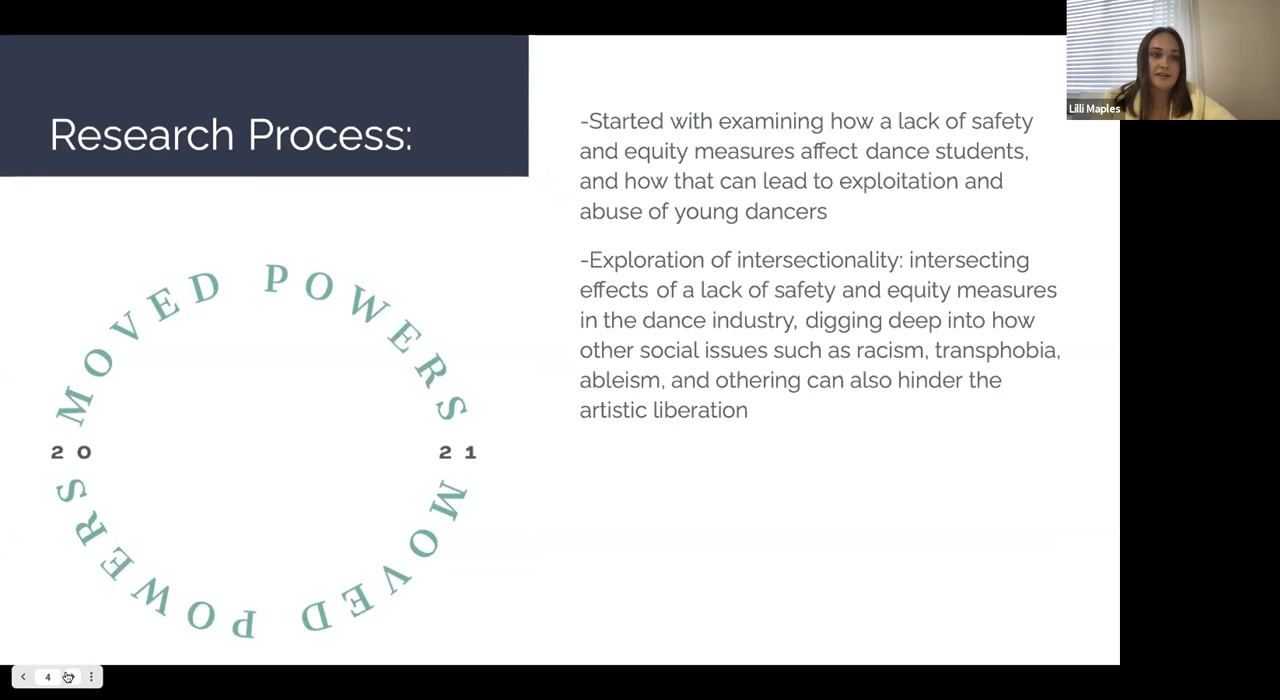 Research Process:
-Started with examining how a lack of safety
and equity measures affect dance students,
and how that can lead to exploitation and
abuse of young dancers
-Exploration of intersectionality: intersecting
effects of a lack of safety and equity measures
in the dance industry, digging deep into how
other social issues such as racism, transphobia,
ableism, and othering can also hinder the
artistic liberation
MOVED POWERS
20 21
MOVED POWERS
Lilli Maples
4